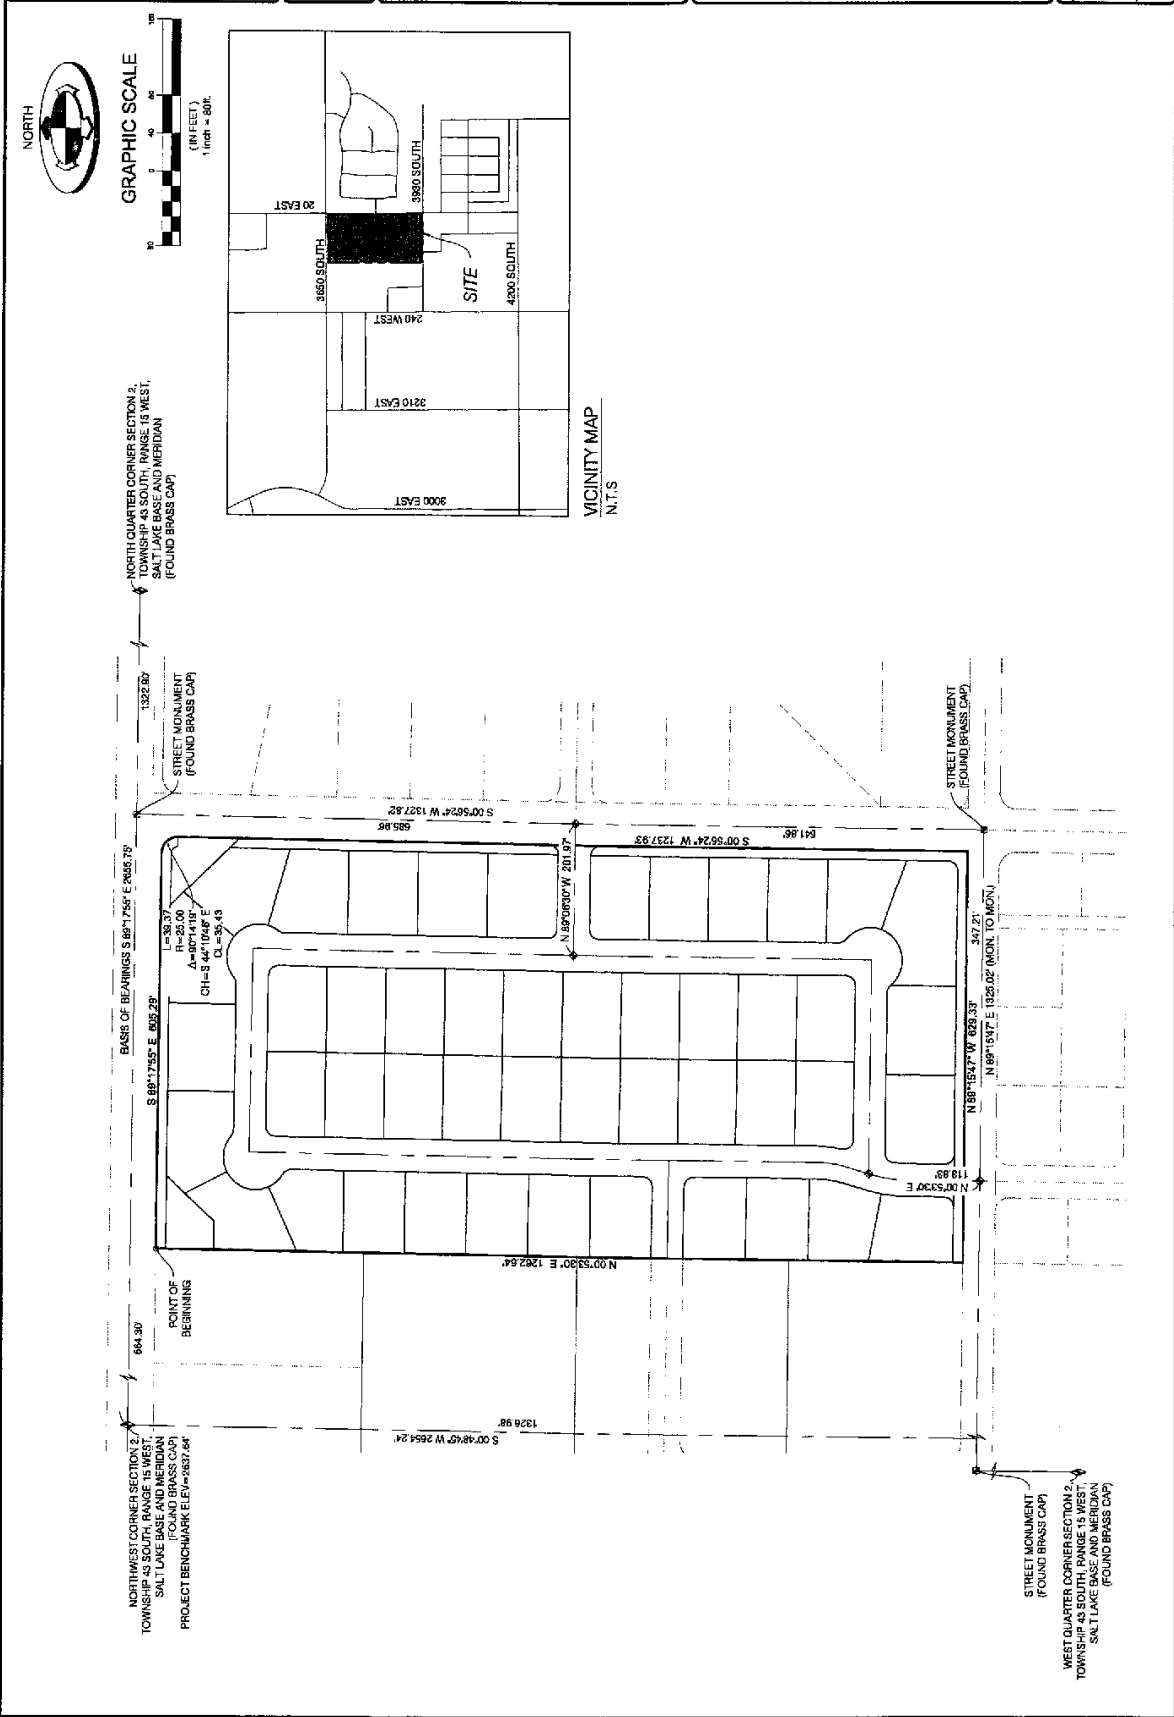 NORTH
GRAPHIC SCALE
80
0
40
80
160
( IN FEET )
1 inch = 80ft.
20 EAST
3650 SOUTH
3930 SOUTH
SITE
240 WEST
4200 SOUTH
3210 EAST
3000 EAST
VICINITY MAP
N.T.S
NORTH QUARTER CORNER SECTION 2,
TOWNSHIP 43 SOUTH, RANGE 15 WEST,
SALT LAKE BASE AND MERIDIAN
(FOUND BRASS CAP)
1322.90'
STREET MONUMENT
(FOUND BRASS CAP)
BASIS OF BEARINGS S 89°17'55" E 2655.75'
S 89°17'55" E 605.29'
L=39.37
R=25.00
Δ=90°14'19"
CH=S 44°10'46" E
CL=35.43
S 00°56'24" W 1327.82'
685.96'
N 89°06'30" W 201.97'
S 00°56'24" W 1237.93'
641.86'
STREET MONUMENT
(FOUND BRASS CAP)
347.21'
N 89°15'47" W 629.33'
N 89°15'47" E 1325.02' (MON. TO MON.)
N 00°53'30" E
118.83'
N 00°53'30" E 1262.64'
POINT OF
BEGINNING
664.30'
NORTHWEST CORNER SECTION 2,
TOWNSHIP 43 SOUTH, RANGE 15 WEST,
SALT LAKE BASE AND MERIDIAN
(FOUND BRASS CAP)
PROJECT BENCHMARK ELEV=2637.64'
1326.98'
S 00°48'45" W 2654.24'
STREET MONUMENT
(FOUND BRASS CAP)
WEST QUARTER CORNER SECTION 2,
TOWNSHIP 43 SOUTH, RANGE 15 WEST,
SALT LAKE BASE AND MERIDIAN
(FOUND BRASS CAP)